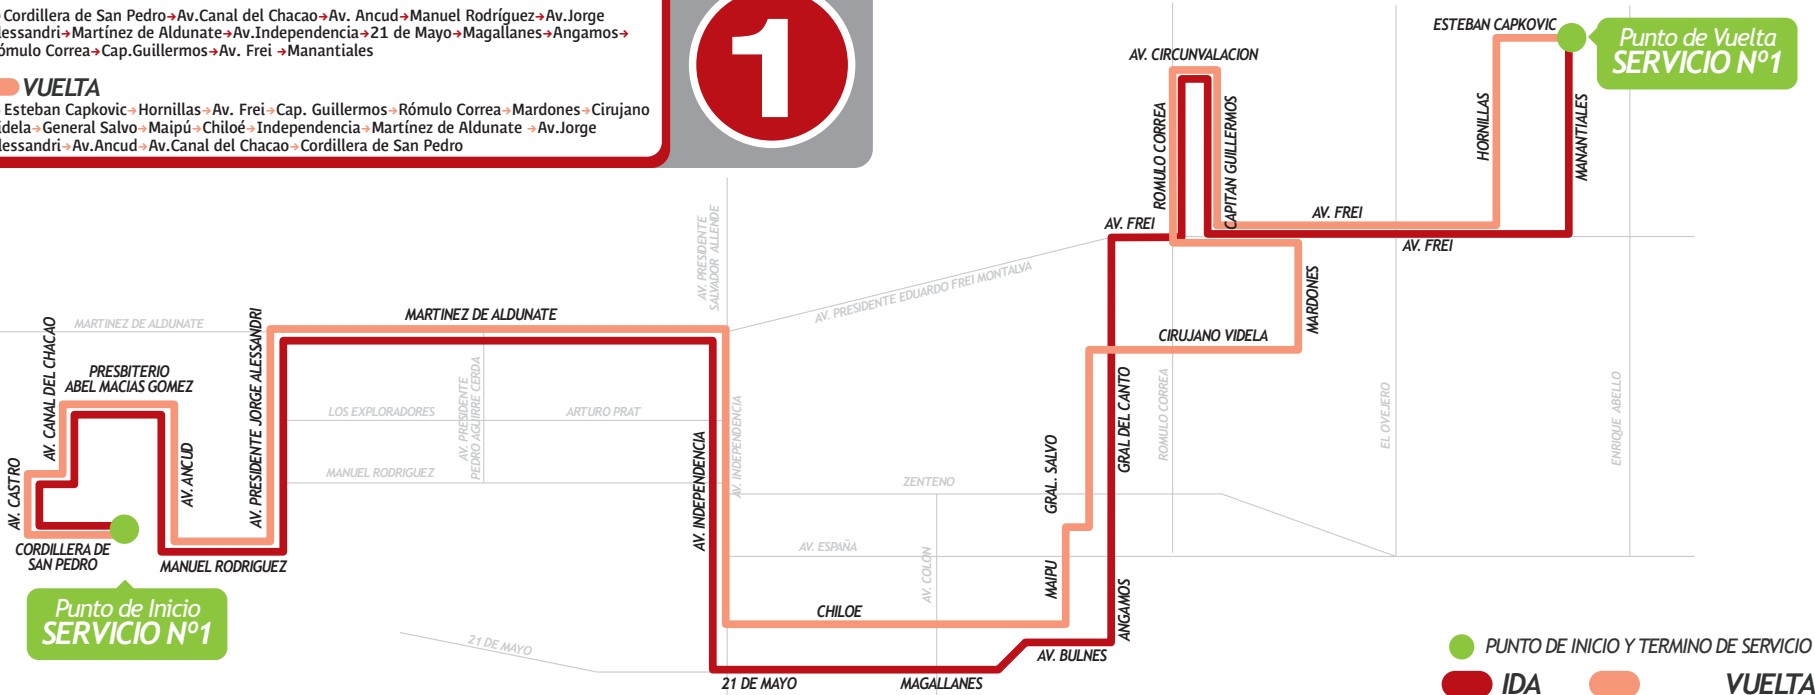 Cordillera de San Pedro→Av.Canal del Chacao→Av. Ancud→Manuel Rodríguez→Av.Jorge
lessandri→Martínez de Aldunate→Av.Independencia→21 de Mayo→Magallanes→Angamos→
ómulo Correa→Cap.Guillermos→Av. Frei →Manantiales
VUELTA
Esteban Capkovic→Hornillas→Av. Frei→Cap. Guillermos→Rómulo Correa→Mardones→Cirujano
idela→General Salvo→Maipú→Chiloé→Independencia→Martínez de Aldunate →Av.Jorge
lessandri→Av.Ancud→Av.Canal del Chacao→Cordillera de San Pedro
1
ESTEBAN CAPKOVIC
Punto de Vuelta
SERVICIO Nº1
AV. CIRCUNVALACION
ROMULO CORREA
CAPITAN GUILLERMOS
HORNILLAS
MANANTIALES
AV. FREI
AV. FREI
AV. FREI
AV. PRESIDENTE
SALVADOR ALLENDE
AV. PRESIDENTE EDUARDO FREI MONTALVA
MARDONES
CIRUJANO VIDELA
MARTINEZ DE ALDUNATE
MARTINEZ DE ALDUNATE
AV. CANAL DEL CHACAO
PRESBITERIO
ABEL MACIAS GOMEZ
AV. PRESIDENTE JORGE ALESSANDRI
LOS EXPLORADORES
AV. PRESIDENTE
PEDRO AGUIRRE CERDA
ARTURO PRAT
AV. INDEPENDENCIA
AV. INDEPENDENCIA
GRAL DEL CANTO
ROMULO CORREA
EL OVEJERO
ENRIQUE ABELLO
AV. CASTRO
AV. ANCUD
MANUEL RODRIGUEZ
ZENTENO
GRAL. SALVO
CORDILLERA DE
SAN PEDRO
MANUEL RODRIGUEZ
AV. ESPAÑA
AV. COLON
MAIPU
ANGAMOS
Punto de Inicio
SERVICIO Nº1
CHILOE
21 DE MAYO
AV. BULNES
21 DE MAYO
MAGALLANES
PUNTO DE INICIO Y TERMINO DE SERVICIO
IDA
VUELTA